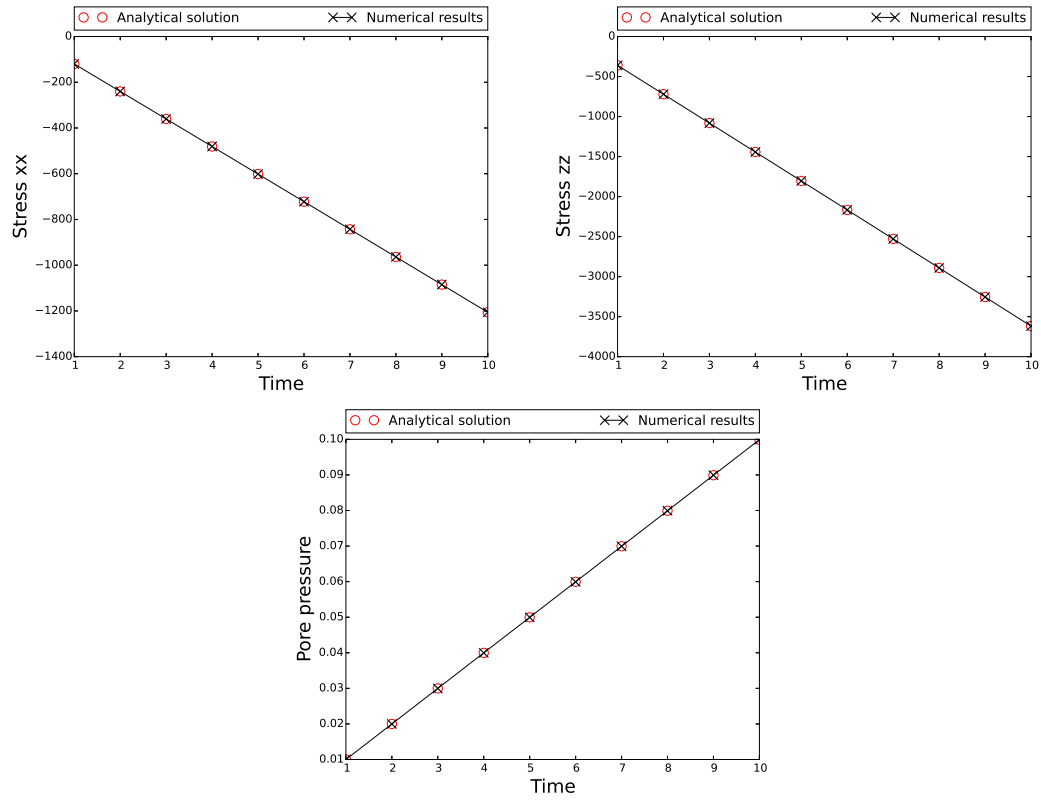 Analytical solution Numerical results
0
−200
−400
−600
−800
−1000
−1200
−1400
Stress xx
1 2 3 4 5 6 7 8 9 10
Time
Analytical solution Numerical results
0
−500
−1000
−1500
−2000
−2500
−3000
−3500
−4000
Stress zz
1 2 3 4 5 6 7 8 9 10
Time
Analytical solution Numerical results
0.10
0.09
0.08
0.07
0.06
0.05
0.04
0.03
0.02
0.01
Pore pressure
1 2 3 4 5 6 7 8 9 10
Time